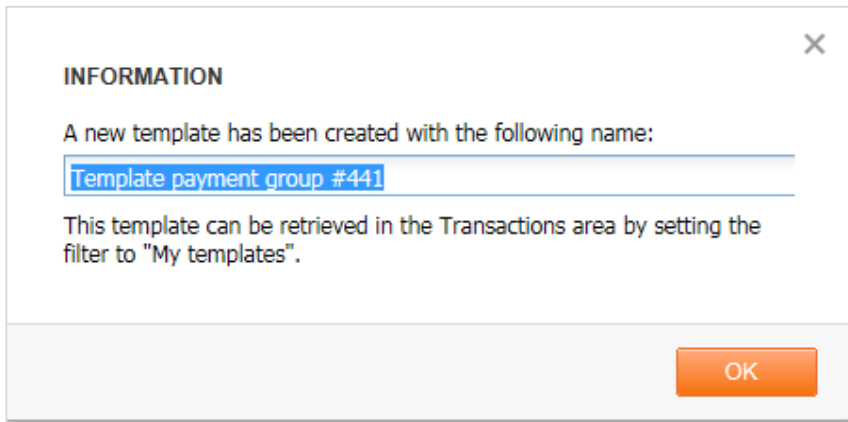 INFORMATION
A new template has been created with the following name:
Template payment group #441
This template can be retrieved in the Transactions area by setting the
filter to "My templates".
OK